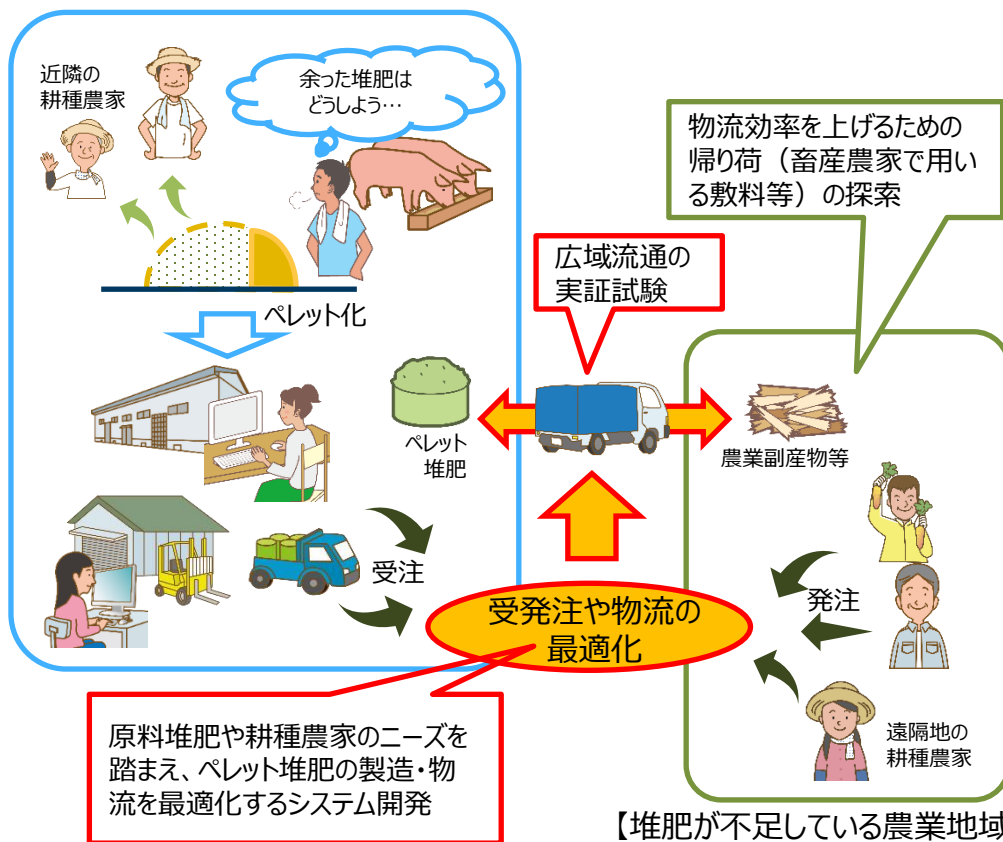 近隣の
耕種農家
余った堆肥は
どうしよう…
物流効率を上げるための
帰り荷（畜産農家で用い
る敷料等）の探索
広域流通の
実証試験
ペレット化
ペレット
堆肥
農業副産物等
受注
発注
受発注や物流の
最適化
遠隔地の
耕種農家
原料堆肥や耕種農家のニーズを
踏まえ、ペレット堆肥の製造・物
流を最適化するシステム開発
【堆肥が不足している農業地域